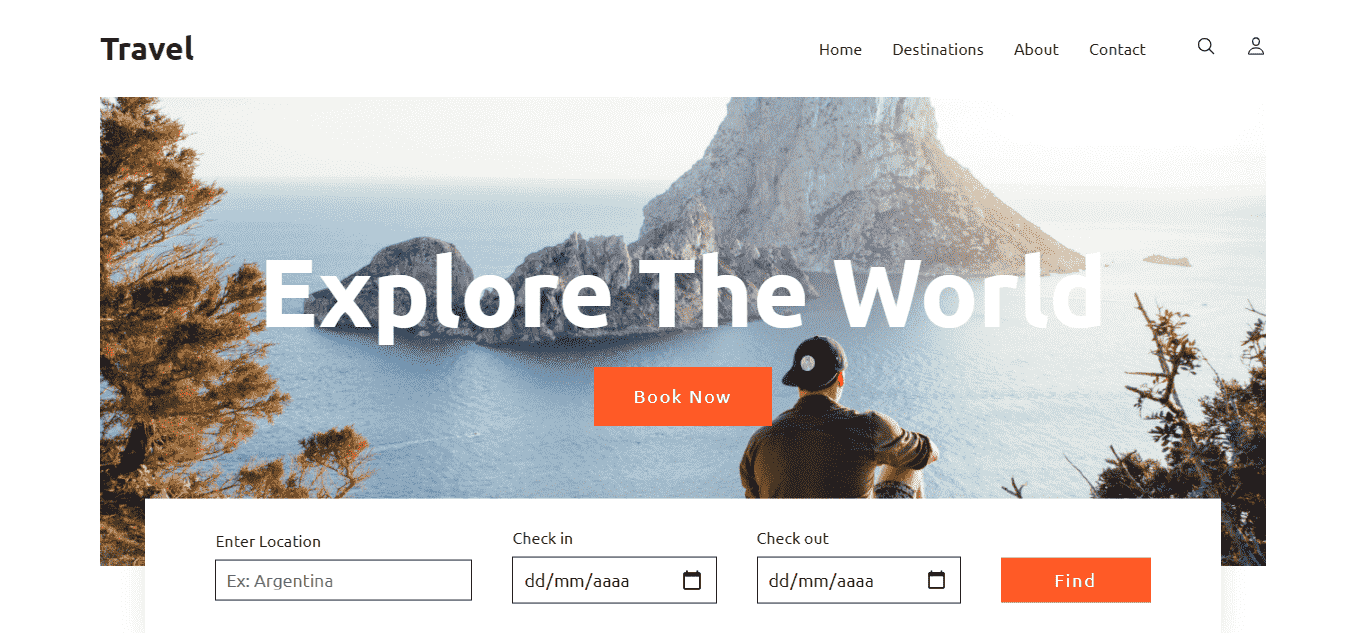 Travel
Home Destinations About Contact
Explore The World
Book Now
Enter Location
Ex: Argentina
Check in
dd/mm/aaaa
Check out
dd/mm/aaaa
Find